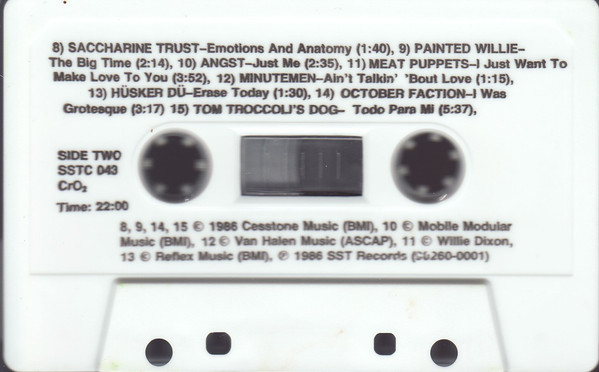 8) SACCHARINE TRUST–Emotions And Anatomy (1:40), 9) PAINTED WILLIE–
The Big Time (2:14), 10) ANGST–Just Me (2:35), 11) MEAT PUPPETS–I Just Want To
Make Love To You (3:52), 12) MINUTEMEN–Ain't Talkin' 'Bout Love (1:15),
13) HÜSKER DÜ–Erase Today (1:30), 14) OCTOBER FACTION–I Was
Grotesque (3:17) 15) TOM TROCCOLI'S DOG– Todo Para Mi (5:37),
SIDE TWO
SSTC 043
CrO₂
Time: 22:00
8, 9, 14, 15 © 1986 Cesstone Music (BMI), 10 © Mobile Modular
Music (BMI), 12 © Van Halen Music (ASCAP), 11 © Willie Dixon,
13 © Reflex Music (BMI), ℗ 1986 SST Records